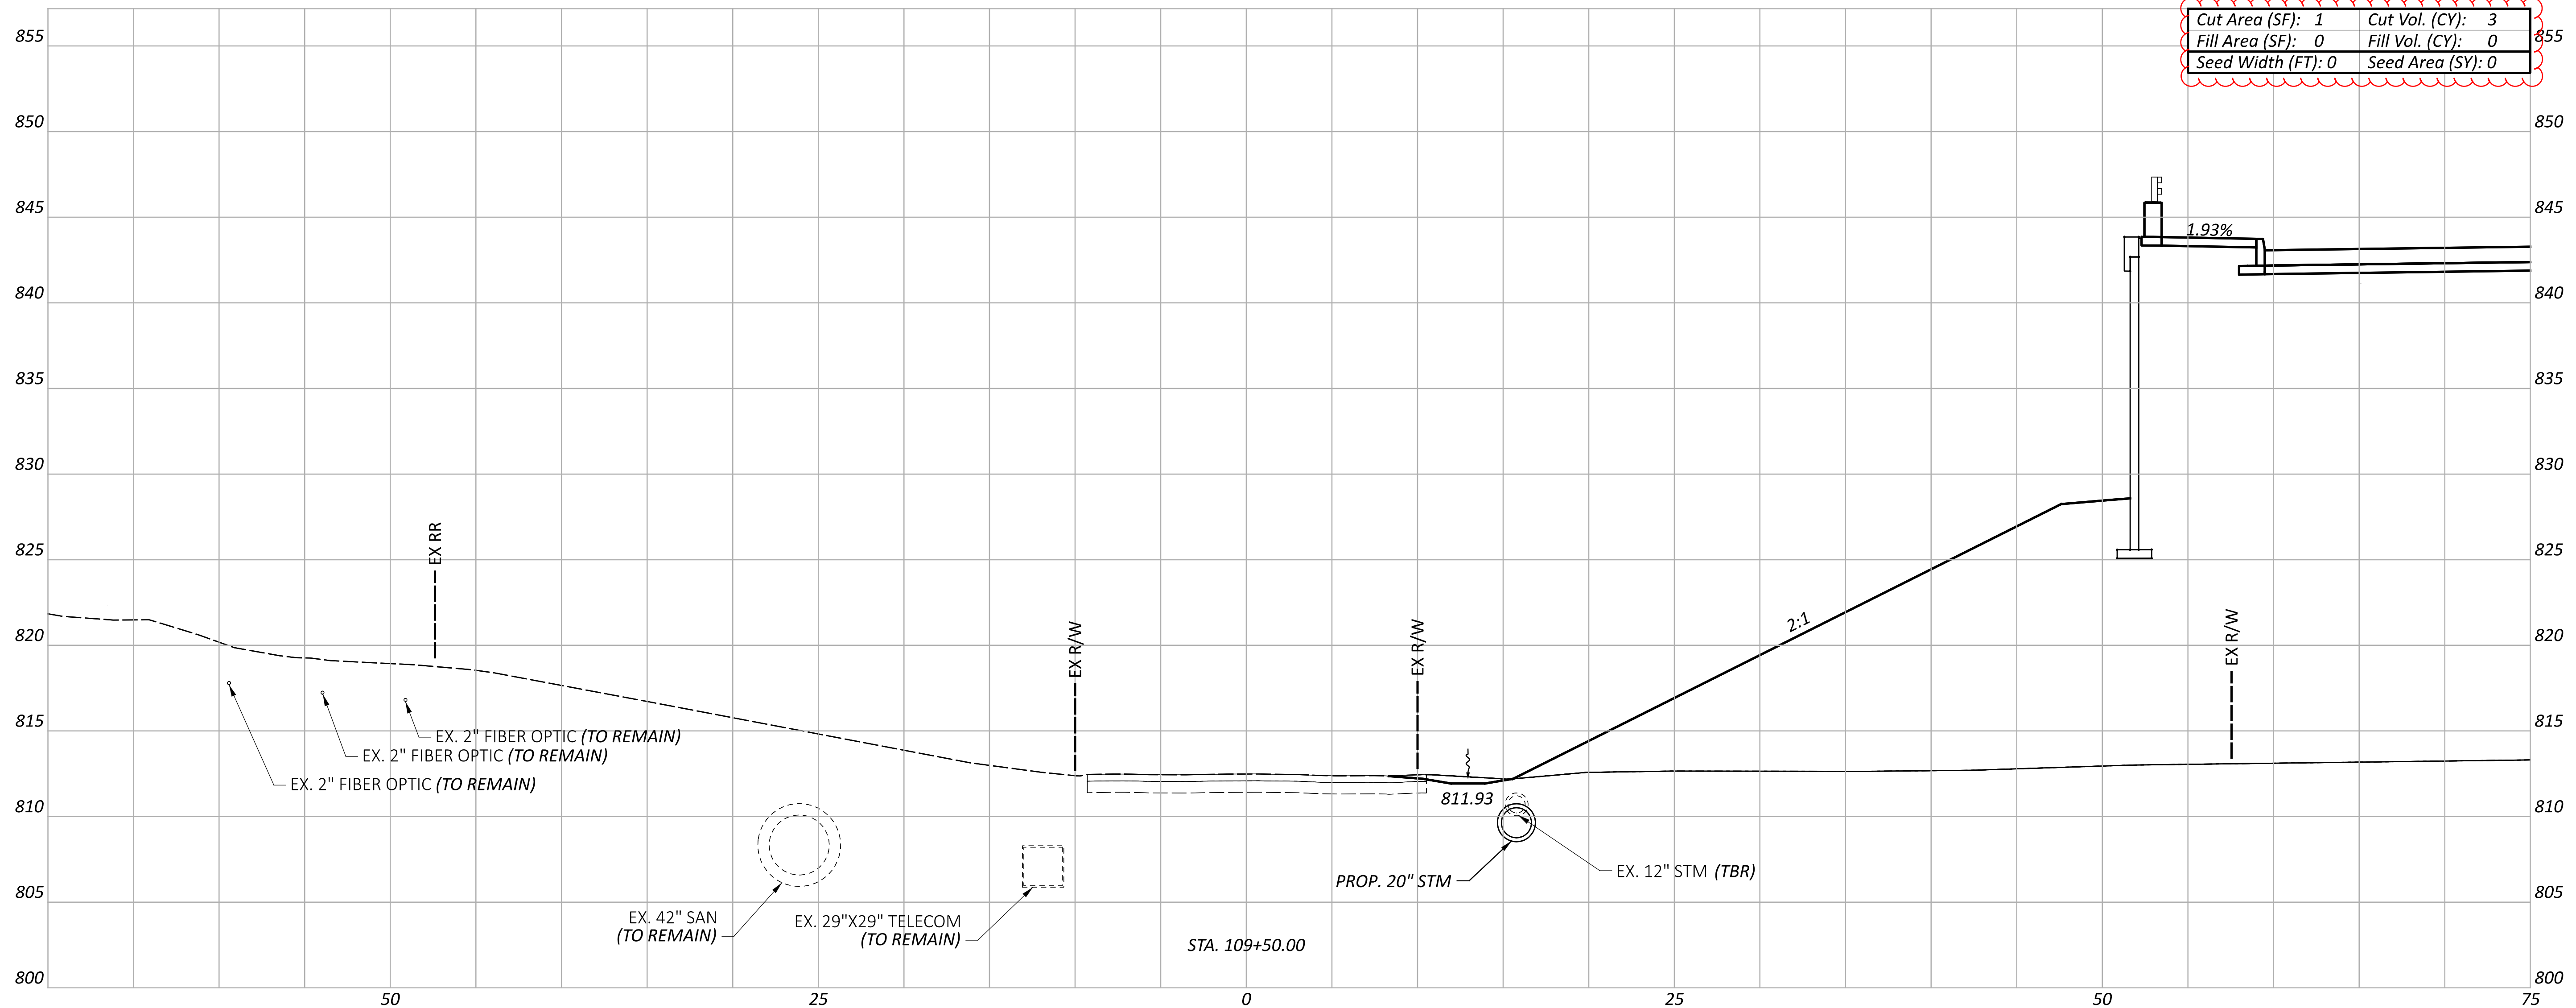 Cut Area (SF): 1 Cut Vol. (CY): 3
Fill Area (SF): 0 Fill Vol. (CY): 0
Seed Width (FT): 0 Seed Area (SY): 0
855 855
850 850
845 845
1.93%
840 840
835 835
830 830
825 825
EX RR
820 820
EX R/W
EX R/W
2:1
EX R/W
815 815
EX. 2" FIBER OPTIC (TO REMAIN)
EX. 2" FIBER OPTIC (TO REMAIN)
EX. 2" FIBER OPTIC (TO REMAIN)
811.93
810 810
EX. 12" STM (TBR)
PROP. 20" STM
805 805
EX. 42" SAN
(TO REMAIN)
EX. 29"X29" TELECOM
(TO REMAIN)
STA. 109+50.00
800 800
50 25 0 25 50 75